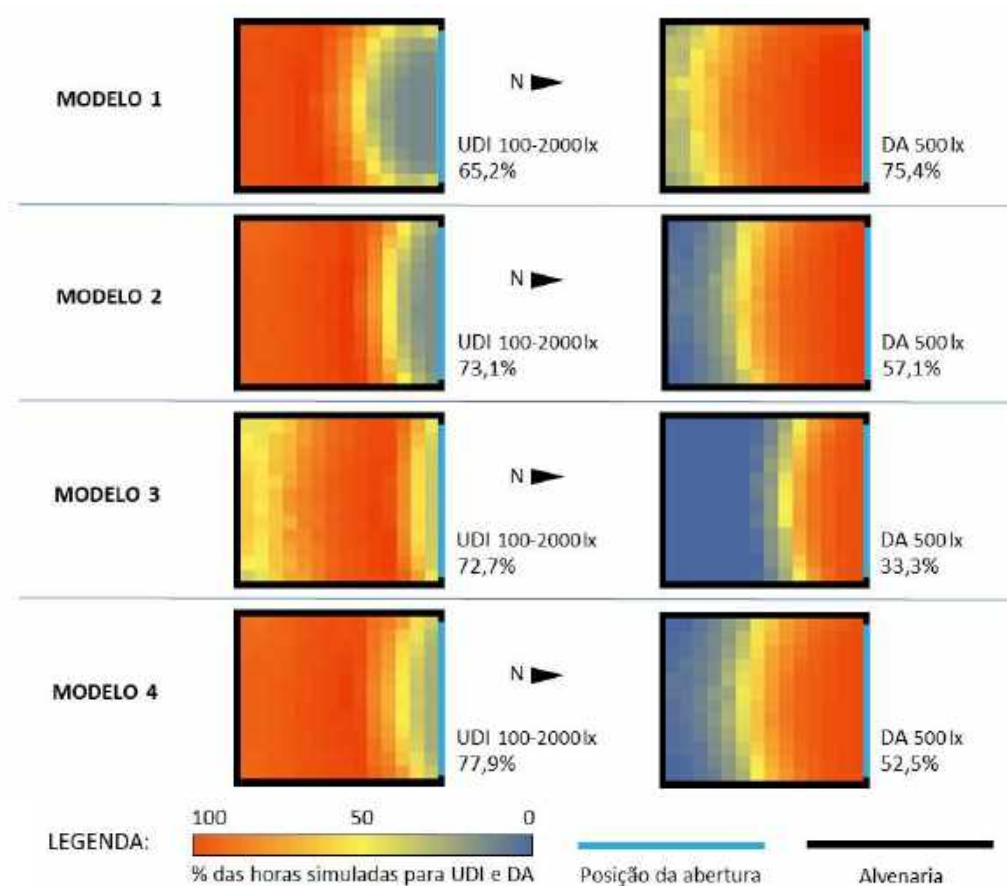 MODELO 1
N
UDI 100-2000lx
65,2%
DA 500lx
75,4%
MODELO 2
N
UDI 100-2000lx
73,1%
DA 500lx
57,1%
MODELO 3
N
UDI 100-2000lx
72,7%
DA 500lx
33,3%
MODELO 4
N
UDI 100-2000lx
77,9%
DA 500lx
52,5%
LEGENDA:
100 50 0
% das horas simuladas para UDI e DA
Posição da abertura
Alvenaria